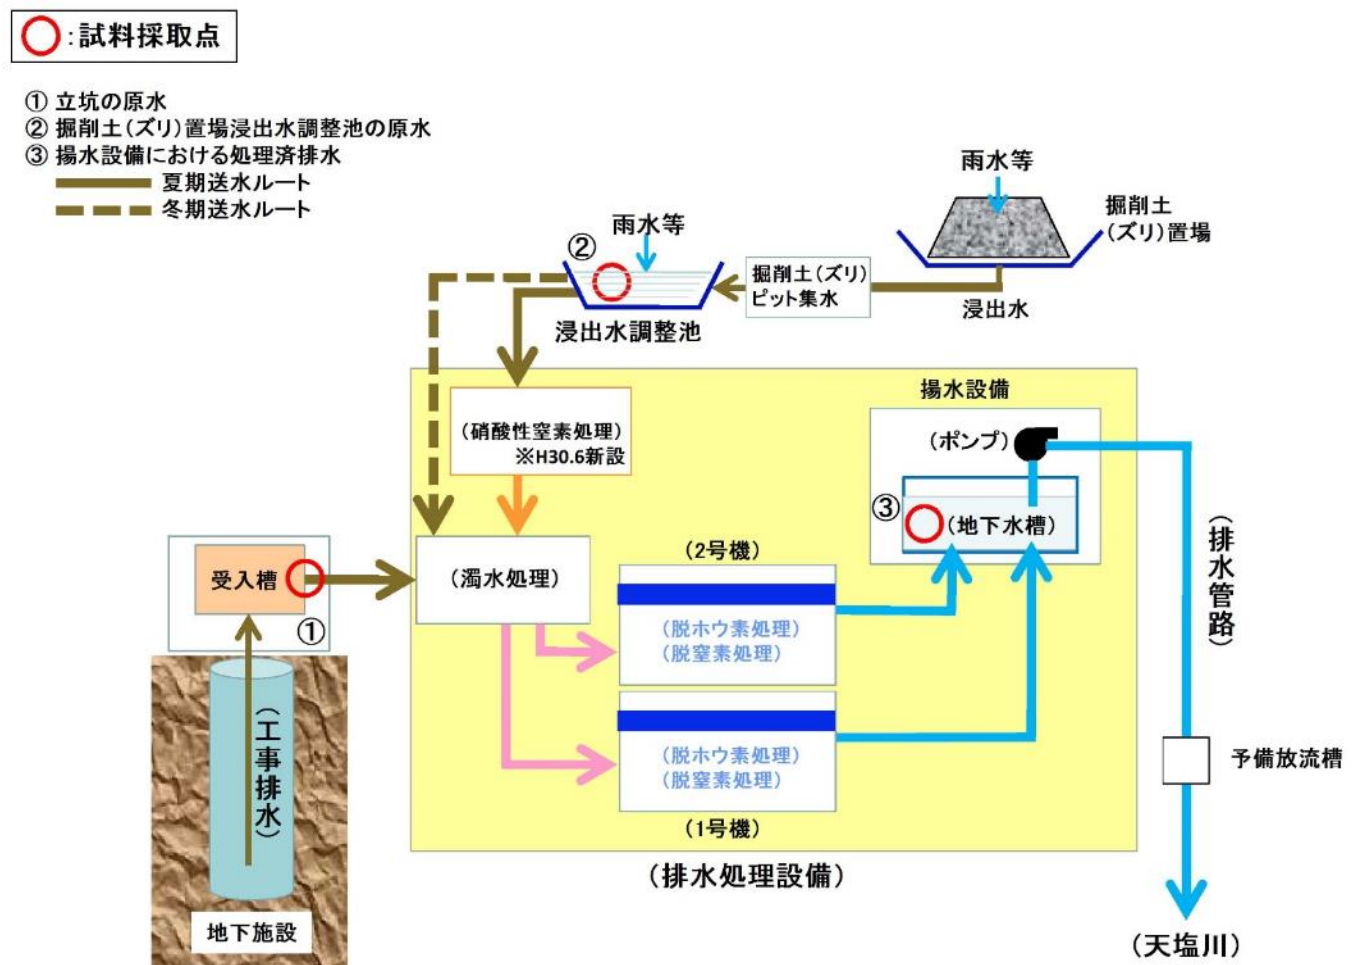 :試料採取点
① 立坑の原水
② 掘削土(ズリ)置場浸出水調整池の原水
③ 揚水設備における処理済排水
夏期送水ルート
冬期送水ルート
雨水等
掘削土
(ズリ)置場
雨水等
②
掘削土(ズリ)
ピット集水
浸出水
浸出水調整池
揚水設備
(硝酸性窒素処理)
※H30.6新設
(ポンプ)
③
(地下水槽)
(排水管路)
(2号機)
受入槽
(濁水処理)
①
(脱ホウ素処理)
(脱窒素処理)
(工事排水)
(脱ホウ素処理)
(脱窒素処理)
予備放流槽
(1号機)
(排水処理設備)
地下施設
(天塩川)